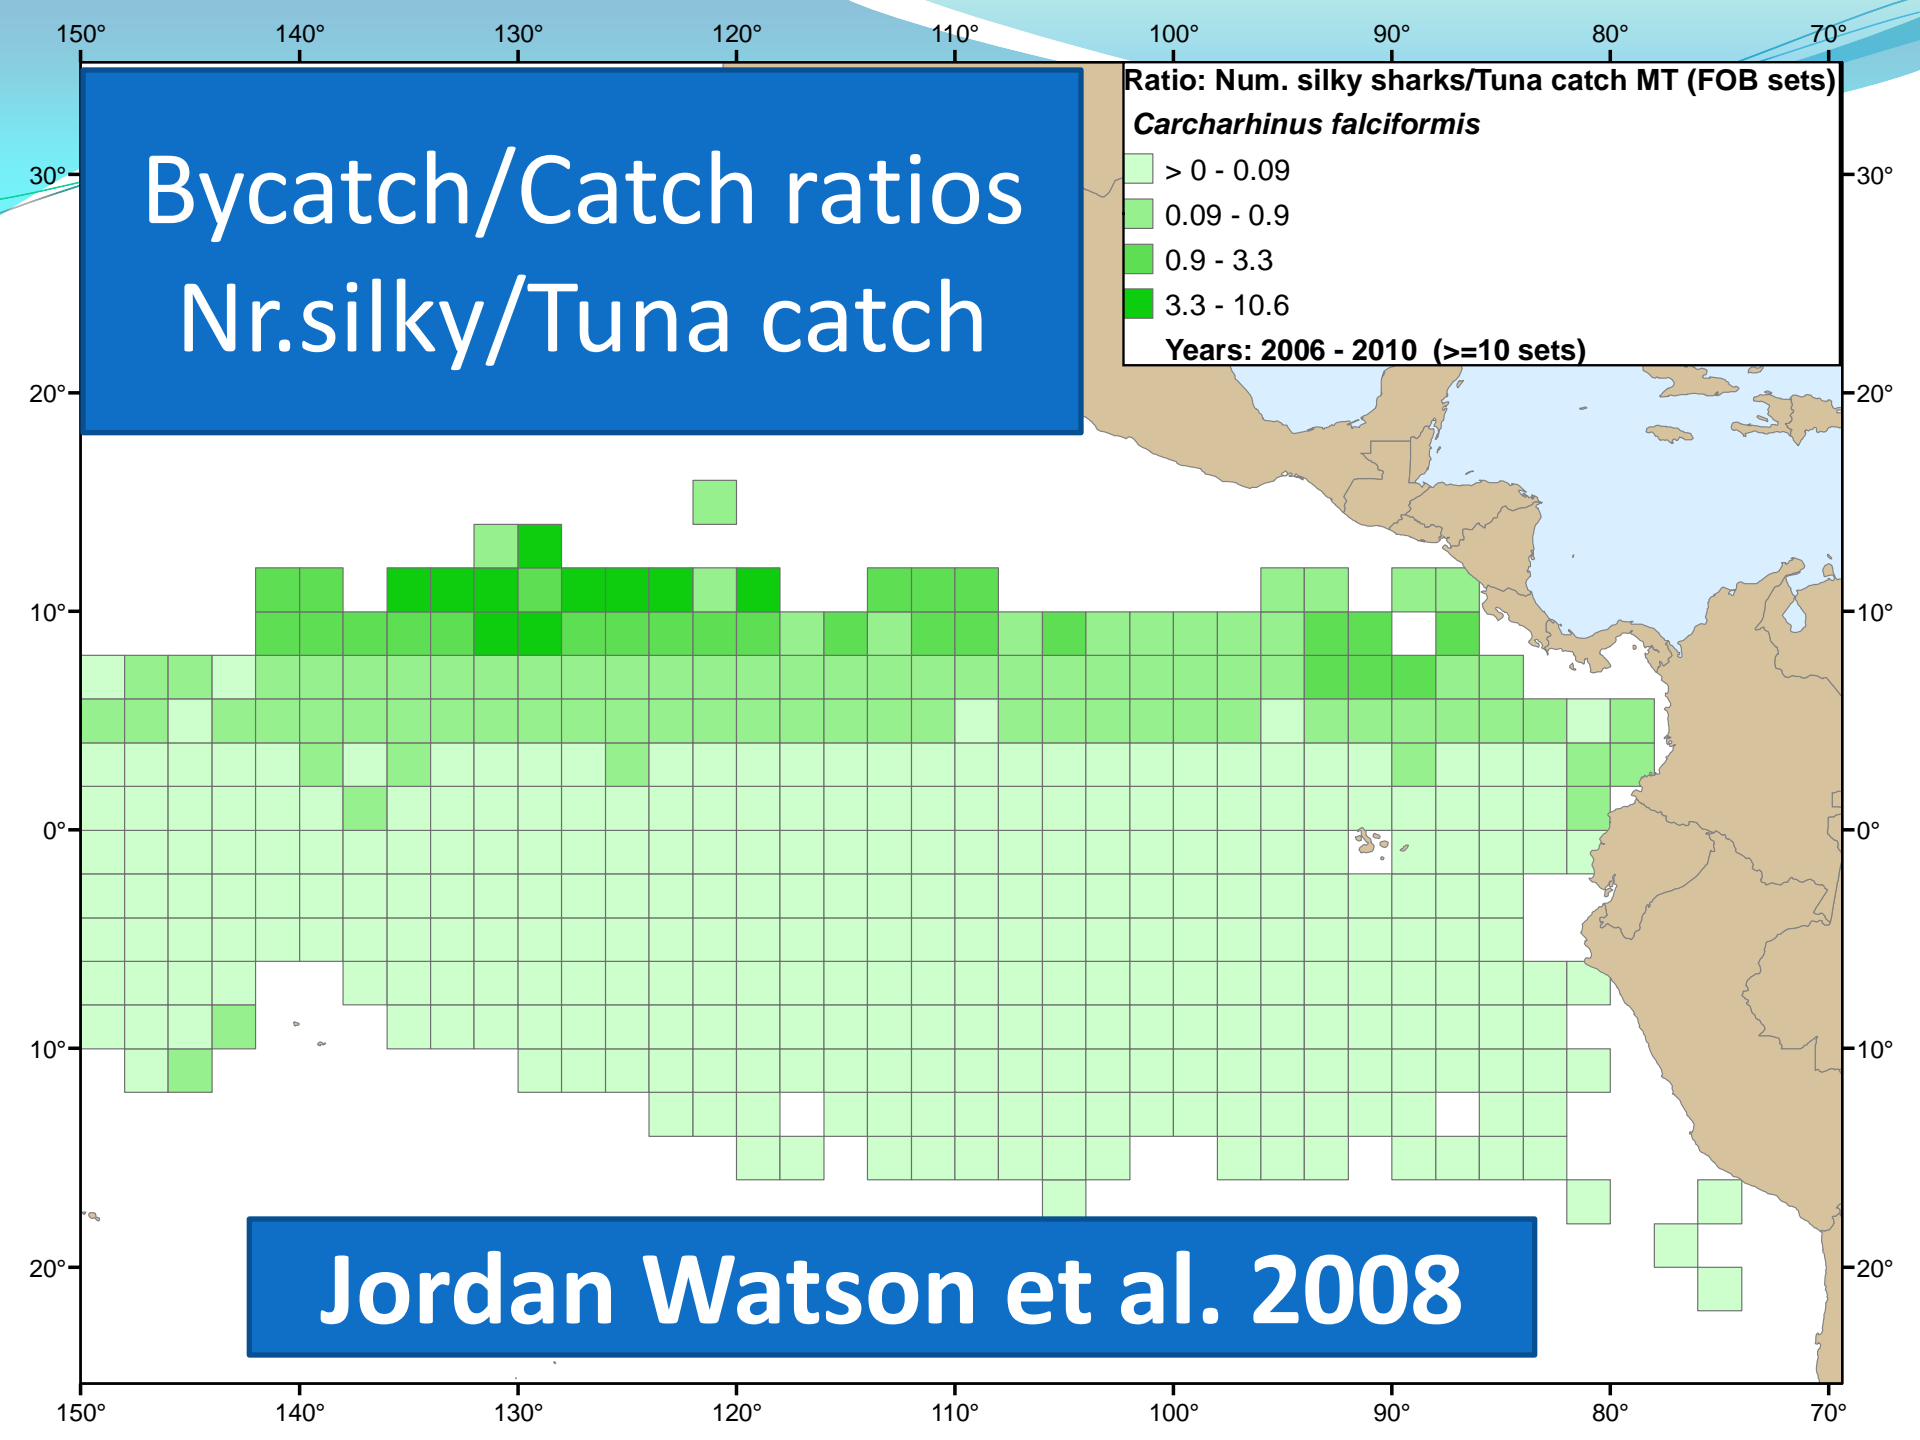 150° 140° 130° 120° 110° 100° 90° 80° 70°
Bycatch/Catch ratios
Nr.silky/Tuna catch
Ratio: Num. silky sharks/Tuna catch MT (FOB sets)
Carcharhinus falciformis
> 0 - 0.09
0.09 - 0.9
0.9 - 3.3
3.3 - 10.6
Years: 2006 - 2010 (>=10 sets)
30° 30°
20° 20°
10° 10°
0° 0°
10° 10°
20° 20°
Jordan Watson et al. 2008
150° 140° 130° 120° 110° 100° 90° 80° 70°